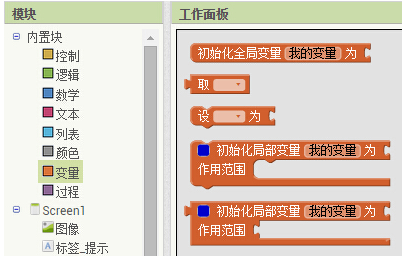 模块
内置块
控制
逻辑
数学
文本
列表
颜色
变量
过程
Screen1
图像
标签_提示
工作面板
初始化全局变量 我的变量 为
取
设 为
初始化局部变量 我的变量 为
作用范围
初始化局部变量 我的变量 为
作用范围